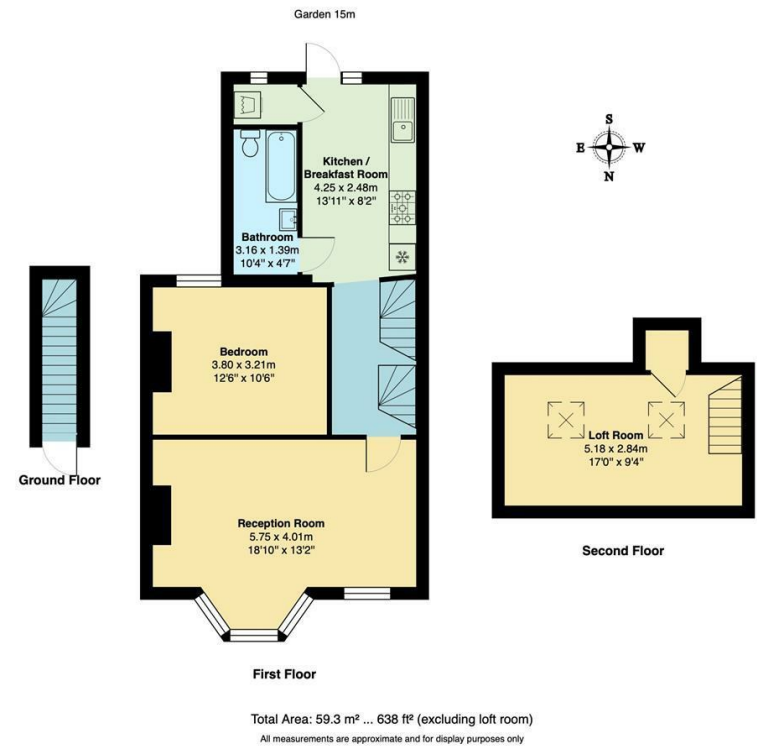 Garden 15m
S
E
W
N
Kitchen /
Breakfast Room
4.25 x 2.48m
13'11" x 8'2"
Bathroom
3.16 x 1.39m
10'4" x 4'7"
Bedroom
3.80 x 3.21m
12'6" x 10'6"
Loft Room
5.18 x 2.84m
17'0" x 9'4"
Ground Floor
Reception Room
5.75 x 4.01m
18'10" x 13'2"
Second Floor
First Floor
Total Area: 59.3 m² ... 638 ft² (excluding loft room)
All measurements are approximate and for display purposes only